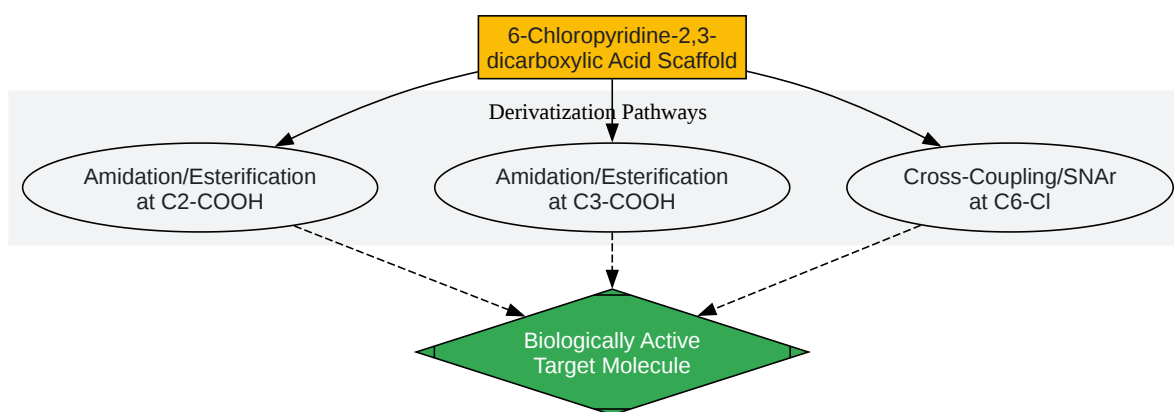 6-Chloropyridine-2,3-
dicarboxylic Acid Scaffold
Derivatization Pathways
Amidation/Esterification
at C2-COOH
Amidation/Esterification
at C3-COOH
Cross-Coupling/SNAr
at C6-Cl
Biologically Active
Target Molecule